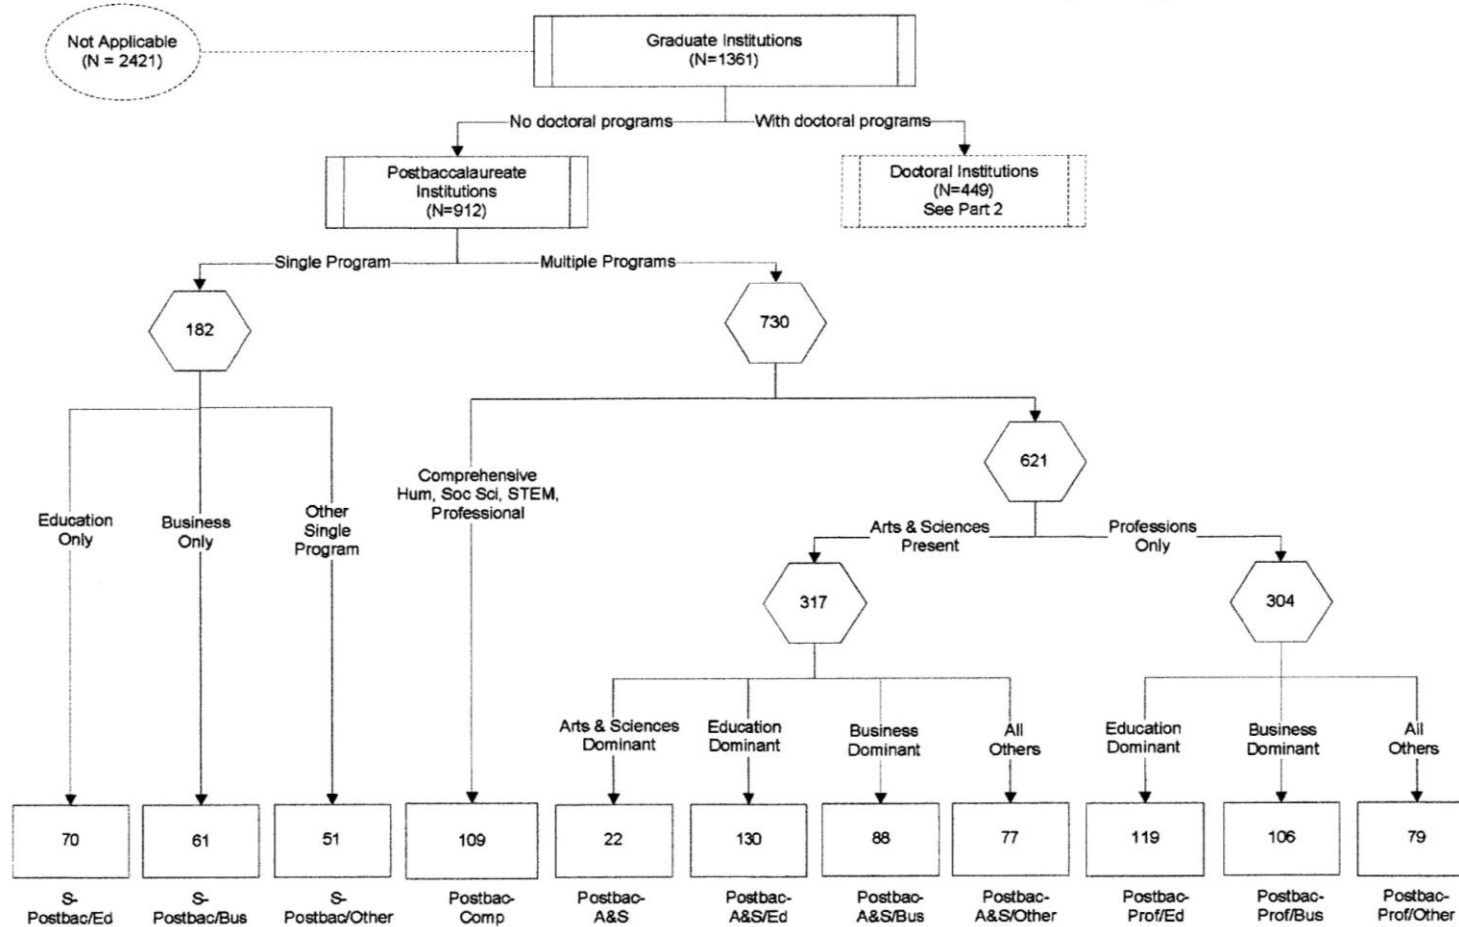 Not Applicable
(N = 2421)
Graduate Institutions
(N=1361)
No doctoral programs
With doctoral programs
Postbaccalaureate
Institutions
(N=912)
Doctoral Institutions
(N=449)
See Part 2
Single Program
Multiple Programs
182
730
621
Comprehensive
Hum, Soc Sci, STEM,
Professional
Education
Only
Business
Only
Other
Single
Program
Arts & Sciences
Present
Professions
Only
317
304
Arts & Sciences
Dominant
Education
Dominant
Business
Dominant
All
Others
Education
Dominant
Business
Dominant
All
Others
70
61
51
109
22
130
88
77
119
106
79
S-
Postbac/Ed
S-
Postbac/Bus
S-
Postbac/Other
Postbac-
Comp
Postbac-
A&S
Postbac-
A&S/Ed
Postbac-
A&S/Bus
Postbac-
A&S/Other
Postbac-
Prof/Ed
Postbac-
Prof/Bus
Postbac-
Prof/Other